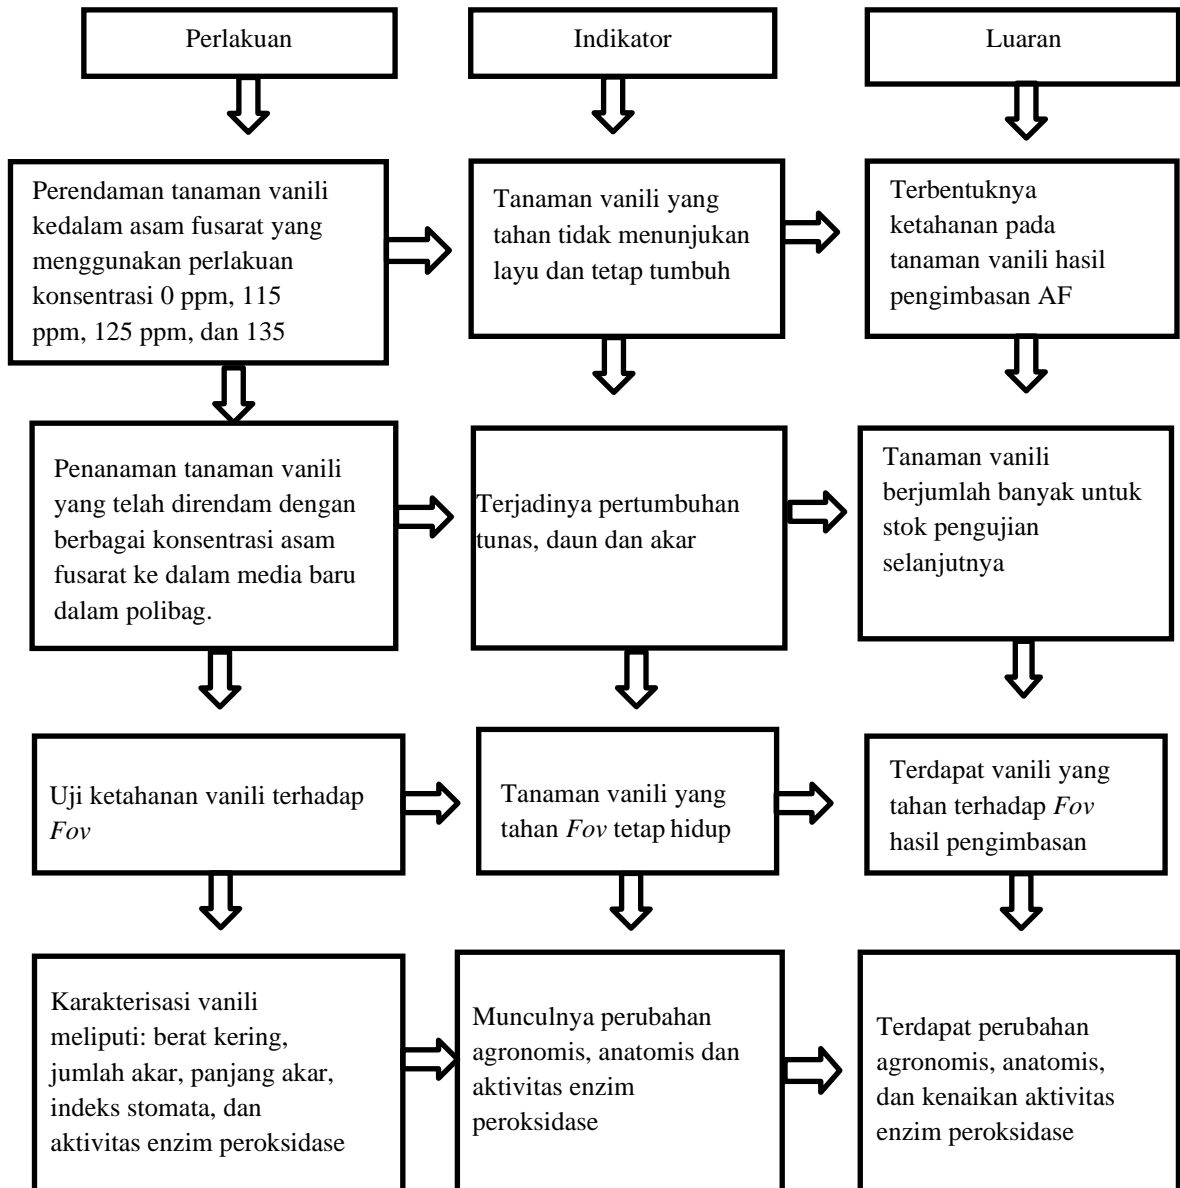 Perlakuan
Indikator
Luaran
Perendaman tanaman vanili
kedalam asam fusarat yang
menggunakan perlakuan
konsentrasi 0 ppm, 115
ppm, 125 ppm, dan 135
Tanaman vanili yang
tahan tidak menunjukan
layu dan tetap tumbuh
Terbentuknya
ketahanan pada
tanaman vanili hasil
pengimbasan AF
Penanaman tanaman vanili
yang telah direndam dengan
berbagai konsentrasi asam
fusarat ke dalam media baru
dalam polibag.
Terjadinya pertumbuhan
tunas, daun dan akar
Tanaman vanili
berjumlah banyak untuk
stok pengujian
selanjutnya
Uji ketahanan vanili terhadap
Fov
Tanaman vanili yang
tahan Fov tetap hidup
Terdapat vanili yang
tahan terhadap Fov
hasil pengimbasan
Karakterisasi vanili
meliputi: berat kering,
jumlah akar, panjang akar,
indeks stomata, dan
aktivitas enzim peroksidase
Munculnya perubahan
agronomis, anatomis dan
aktivitas enzim
peroksidase
Terdapat perubahan
agronomis, anatomis,
dan kenaikan aktivitas
enzim peroksidase